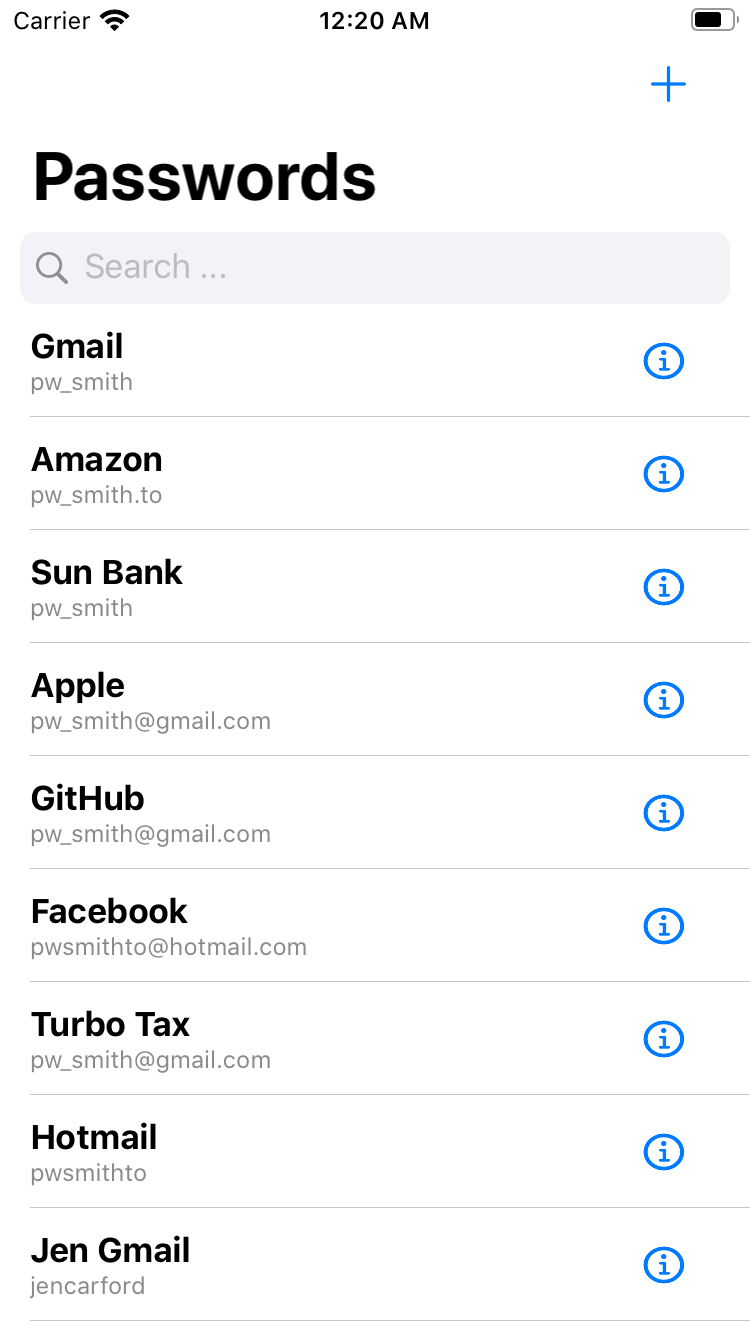 Carrier 12:20 AM
Passwords
Search ...
Gmail
pw_smith
Amazon
pw_smith.to
Sun Bank
pw_smith
Apple
pw_smith@gmail.com
GitHub
pw_smith@gmail.com
Facebook
pwsmithto@hotmail.com
Turbo Tax
pw_smith@gmail.com
Hotmail
pwsmithto
Jen Gmail
jencarford